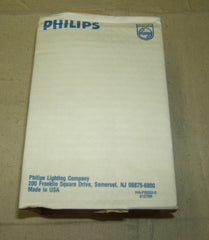 PHILIPS
Philips Lighting Company
200 Franklin Square Drive, Somerset, NJ 08875-6800
Made in USA